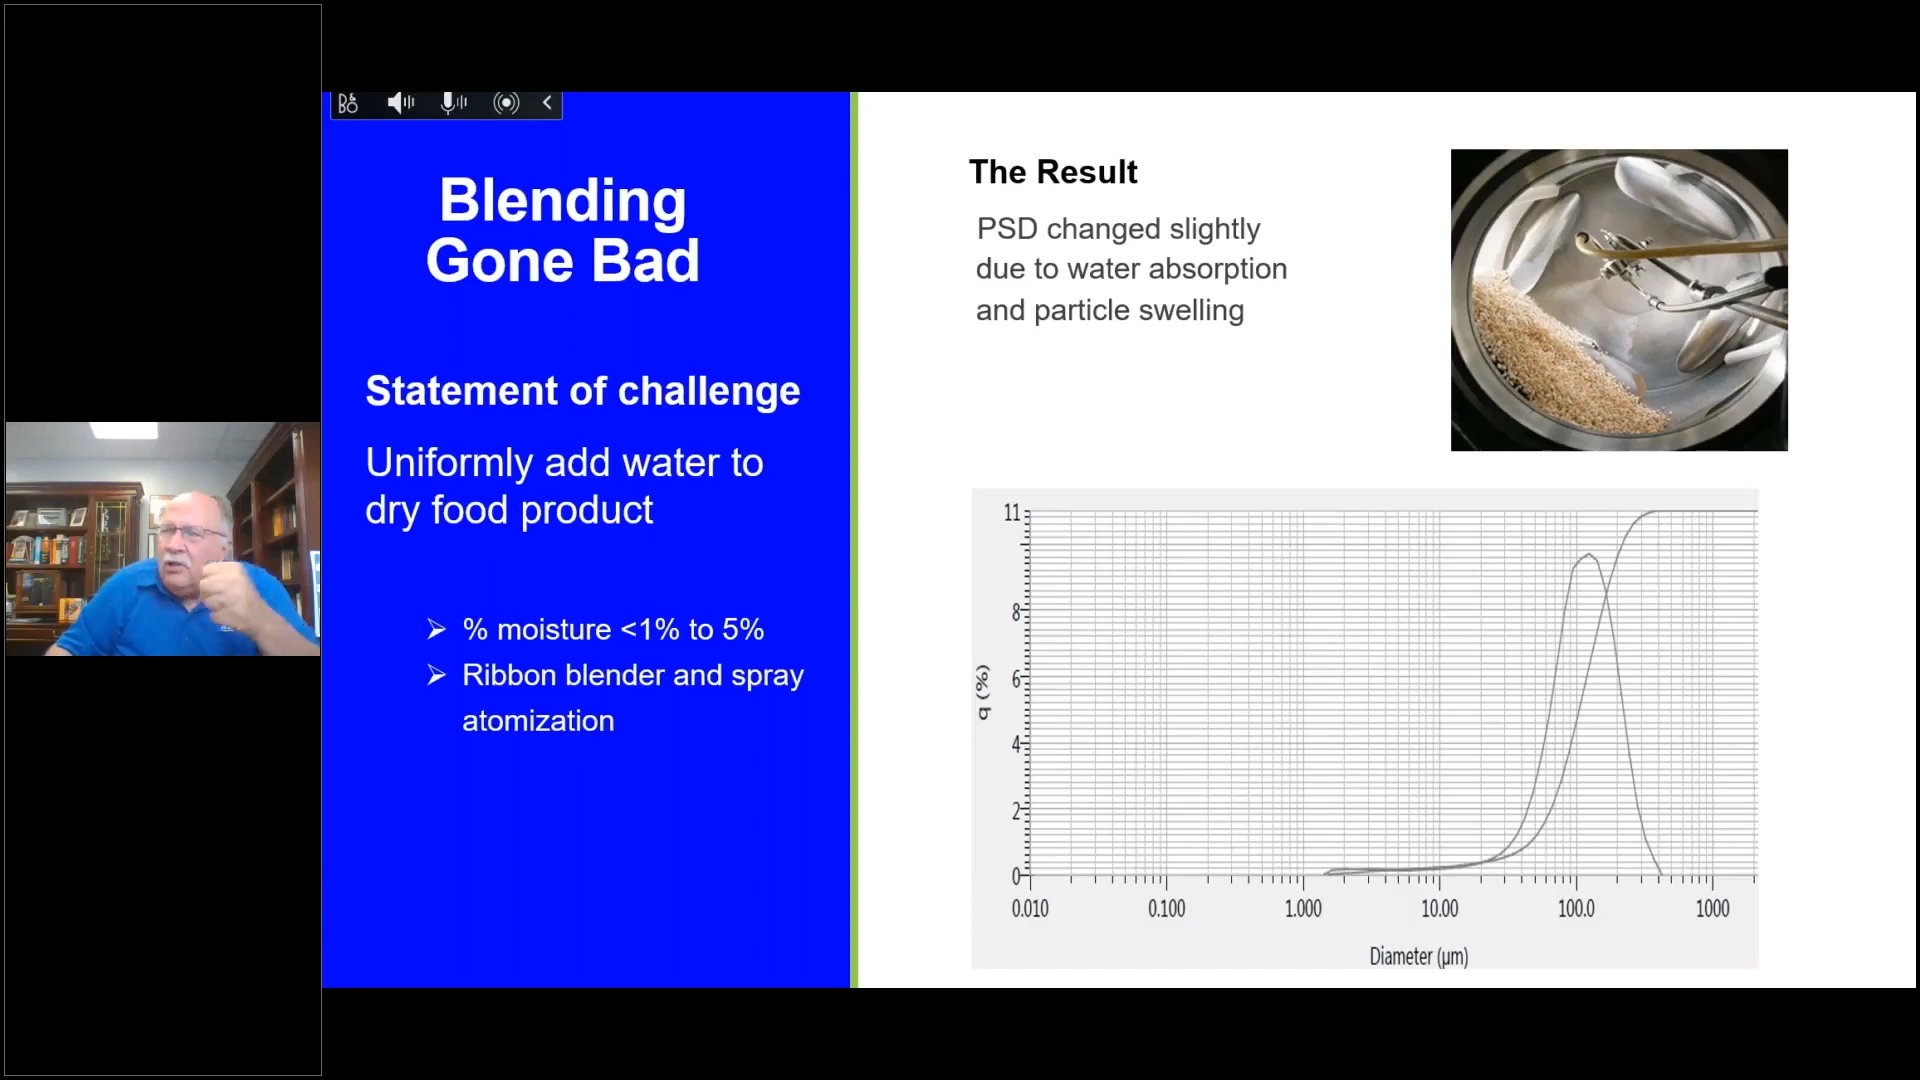 Blending
Gone Bad
Statement of challenge
Uniformly add water to
dry food product
➢ % moisture <1% to 5%
➢ Ribbon blender and spray
atomization
The Result
PSD changed slightly
due to water absorption
and particle swelling
11
8
6
4
2
0
q (%)
0.010 0.100 1.000 10.00 100.0 1000
Diameter (µm)